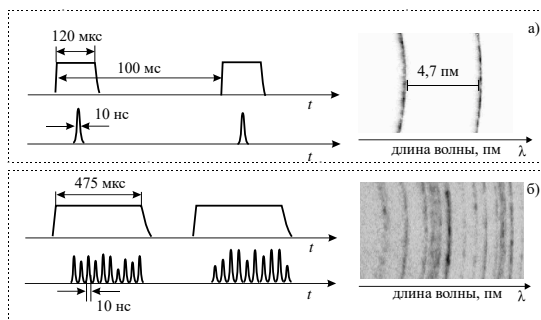 а)
120 мкс
100 мс
t
10 нс
t
4,7 пм
длина волны, пм λ
б)
475 мкс
t
10 нс
t
длина волны, пм λ